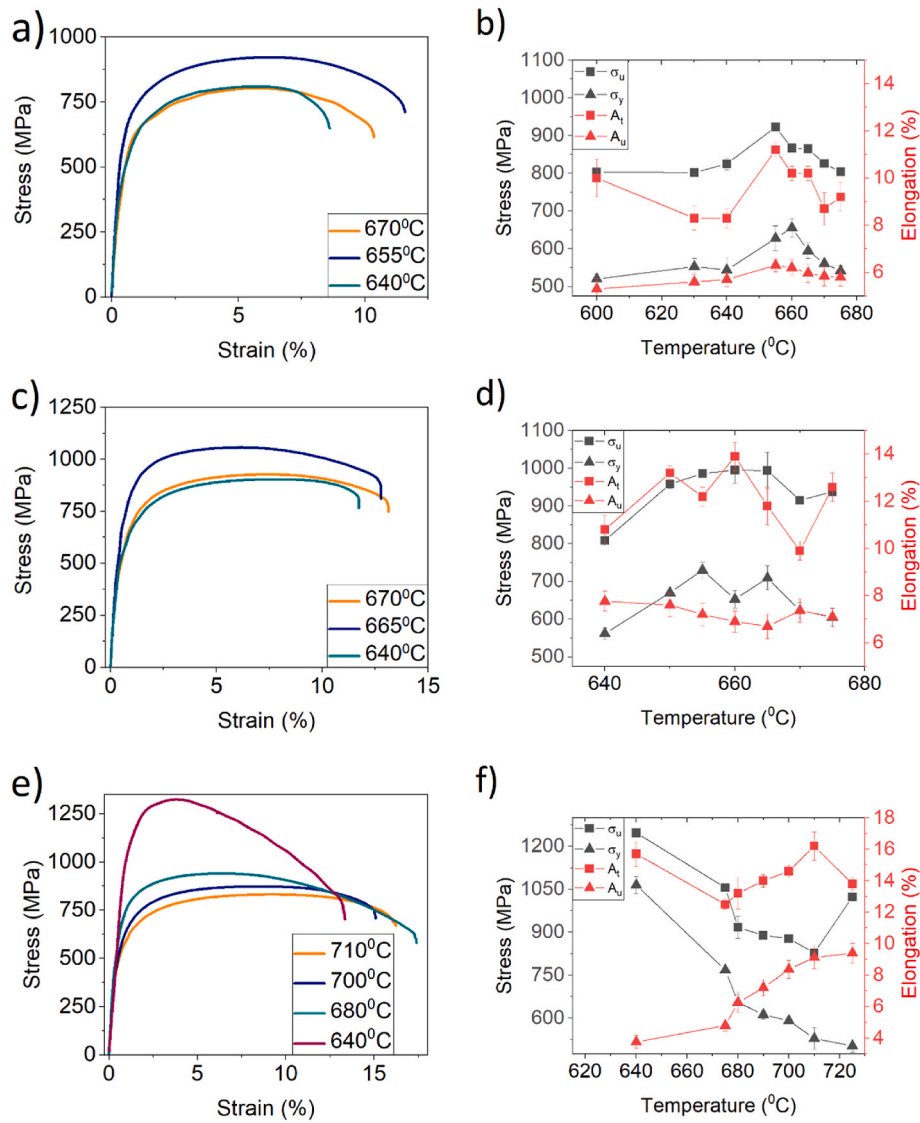 a)
1000
750
500
250
0
Stress (MPa)
0
5
10
Strain (%)
670⁰C
655⁰C
640⁰C
b)
1100
1000
900
800
700
600
500
Stress (MPa)
σu
σy
At
Au
14
12
10
8
6
Elongation (%)
600
620
640
660
680
Temperature (⁰C)
c)
1250
1000
750
500
250
0
Stress (MPa)
0
5
10
15
Strain (%)
670⁰C
665⁰C
640⁰C
d)
1100
1000
900
800
700
600
500
Stress (MPa)
σu
σy
At
Au
14
12
10
8
6
Elongation (%)
640
660
680
Temperature (⁰C)
e)
1250
1000
750
500
250
0
Stress (MPa)
0
5
10
15
Strain (%)
710⁰C
700⁰C
680⁰C
640⁰C
f)
1200
1050
900
750
600
Stress (MPa)
σu
σy
At
Au
18
16
14
12
10
8
6
4
Elongation (%)
620
640
660
680
700
720
Temperature (⁰C)